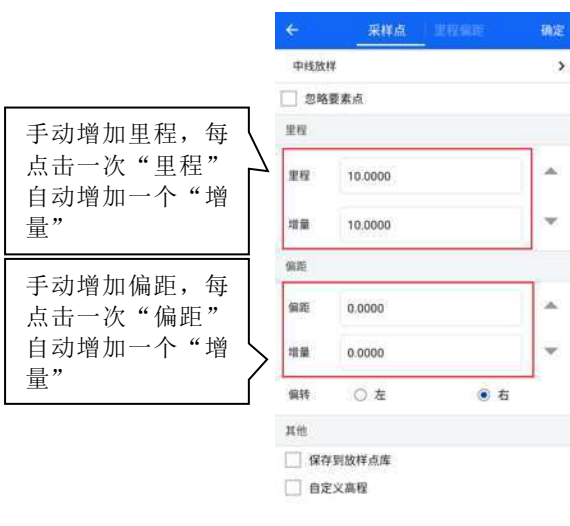 采样点 里程偏距 确定
中线放样
忽略要素点
里程
手动增加里程，每
点击一次“里程”
自动增加一个“增
量”
里程 10.0000
增量 10.0000
偏距
手动增加偏距，每
点击一次“偏距”
自动增加一个“增
量”
偏距 0.0000
增量 0.0000
偏转 左 右
其他
保存到放样点库
自定义高程